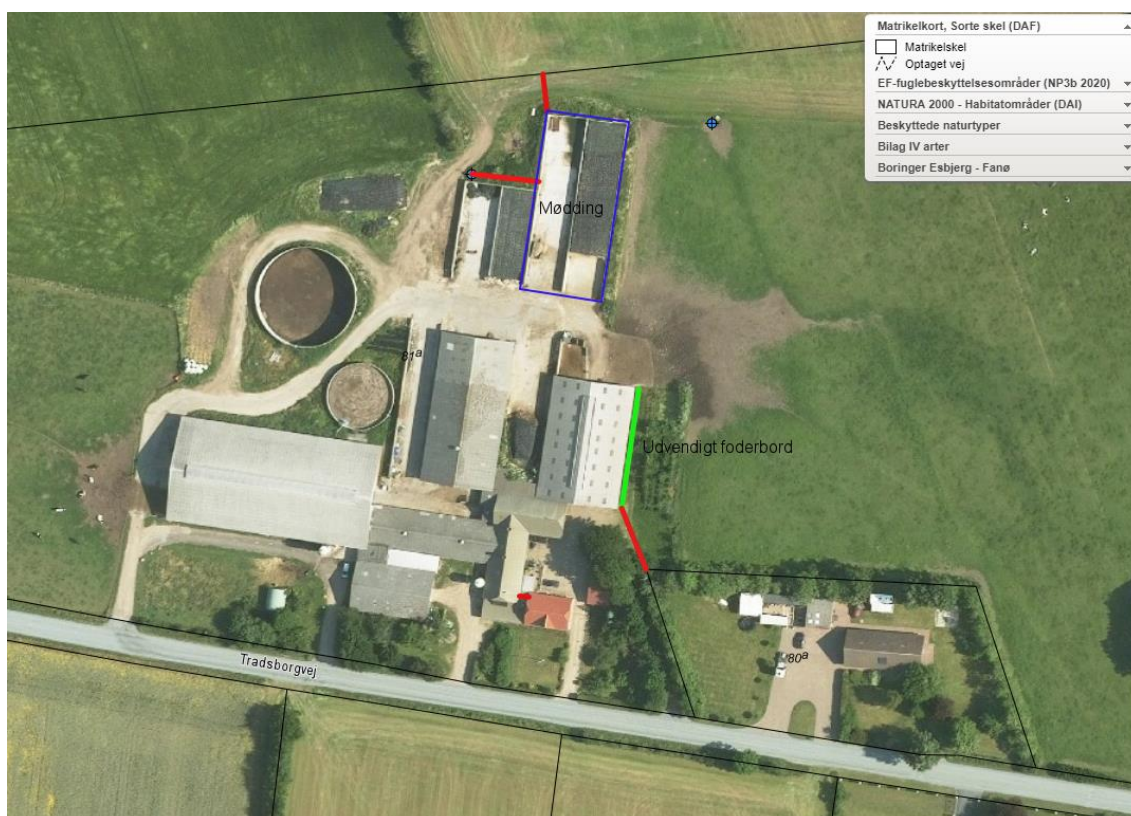 Matrikelkort, Sorte skel (DAF)
Matrikelskel
Optaget vej
EF-fuglebeskyttelsesområder (NP3b 2020)
NATURA 2000 - Habitatområder (DAI)
Beskyttede naturtyper
Bilag IV arter
Boringer Esbjerg - Fanø
Mødding
81a
Udvendigt foderbord
Tradsborgvej
80a